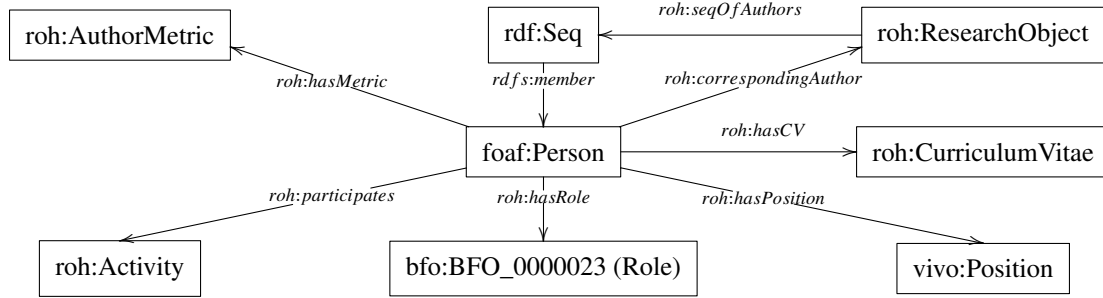 roh:seqOfAuthors
roh:AuthorMetric
rdf:Seq
roh:ResearchObject
roh:hasMetric
rdfs:member
roh:correspondingAuthor
roh:hasCV
foaf:Person
roh:CurriculumVitae
roh:participates
roh:hasRole
roh:hasPosition
roh:Activity
bfo:BFO_0000023 (Role)
vivo:Position